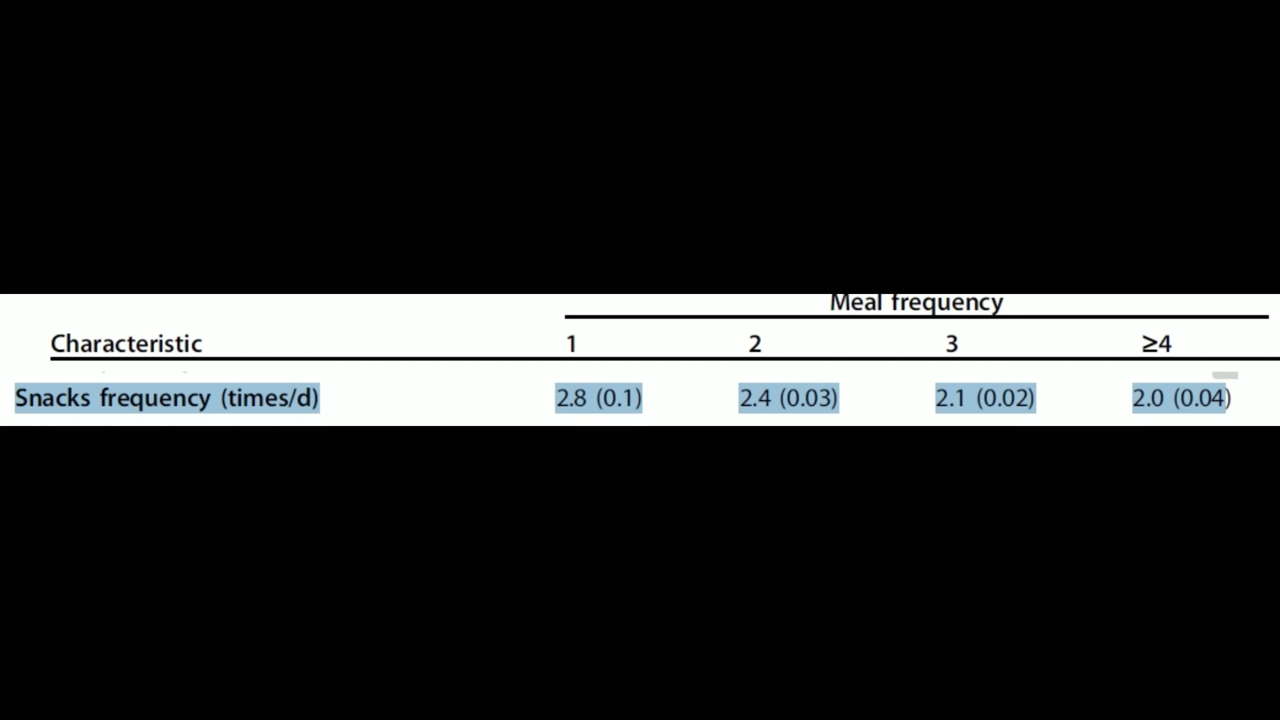 Meal frequency
Characteristic 1 2 3 ≥4
Snacks frequency (times/d) 2.8 (0.1) 2.4 (0.03) 2.1 (0.02) 2.0 (0.04)